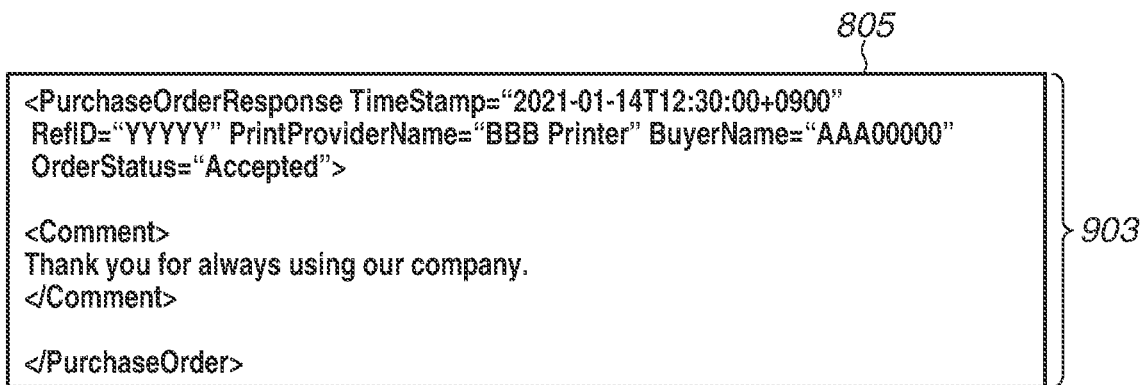 805
<PurchaseOrderResponse TimeStamp=“2021-01-14T12:30:00+0900”
RefID=“YYYYY” PrintProviderName=“BBB Printer” BuyerName=“AAA00000”
OrderStatus=“Accepted”>
<Comment>
Thank you for always using our company.
</Comment>
903
</PurchaseOrder>